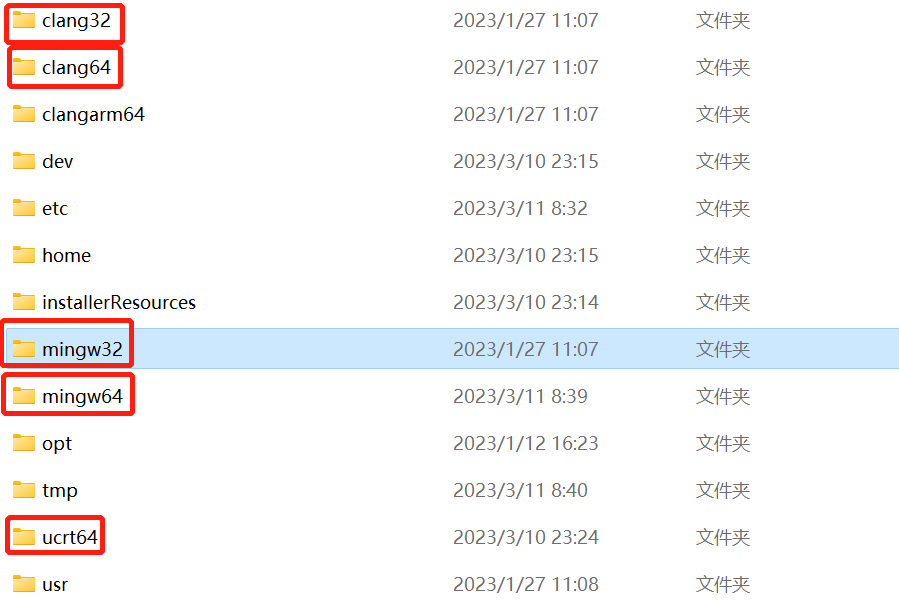 clang32 2023/1/27 11:07 文件夹
clang64 2023/1/27 11:07 文件夹
clangarm64 2023/1/27 11:07 文件夹
dev 2023/3/10 23:15 文件夹
etc 2023/3/11 8:32 文件夹
home 2023/3/10 23:15 文件夹
installerResources 2023/3/10 23:14 文件夹
mingw32 2023/1/27 11:07 文件夹
mingw64 2023/3/11 8:39 文件夹
opt 2023/1/12 16:23 文件夹
tmp 2023/3/11 8:40 文件夹
ucrt64 2023/3/10 23:24 文件夹
usr 2023/1/27 11:08 文件夹